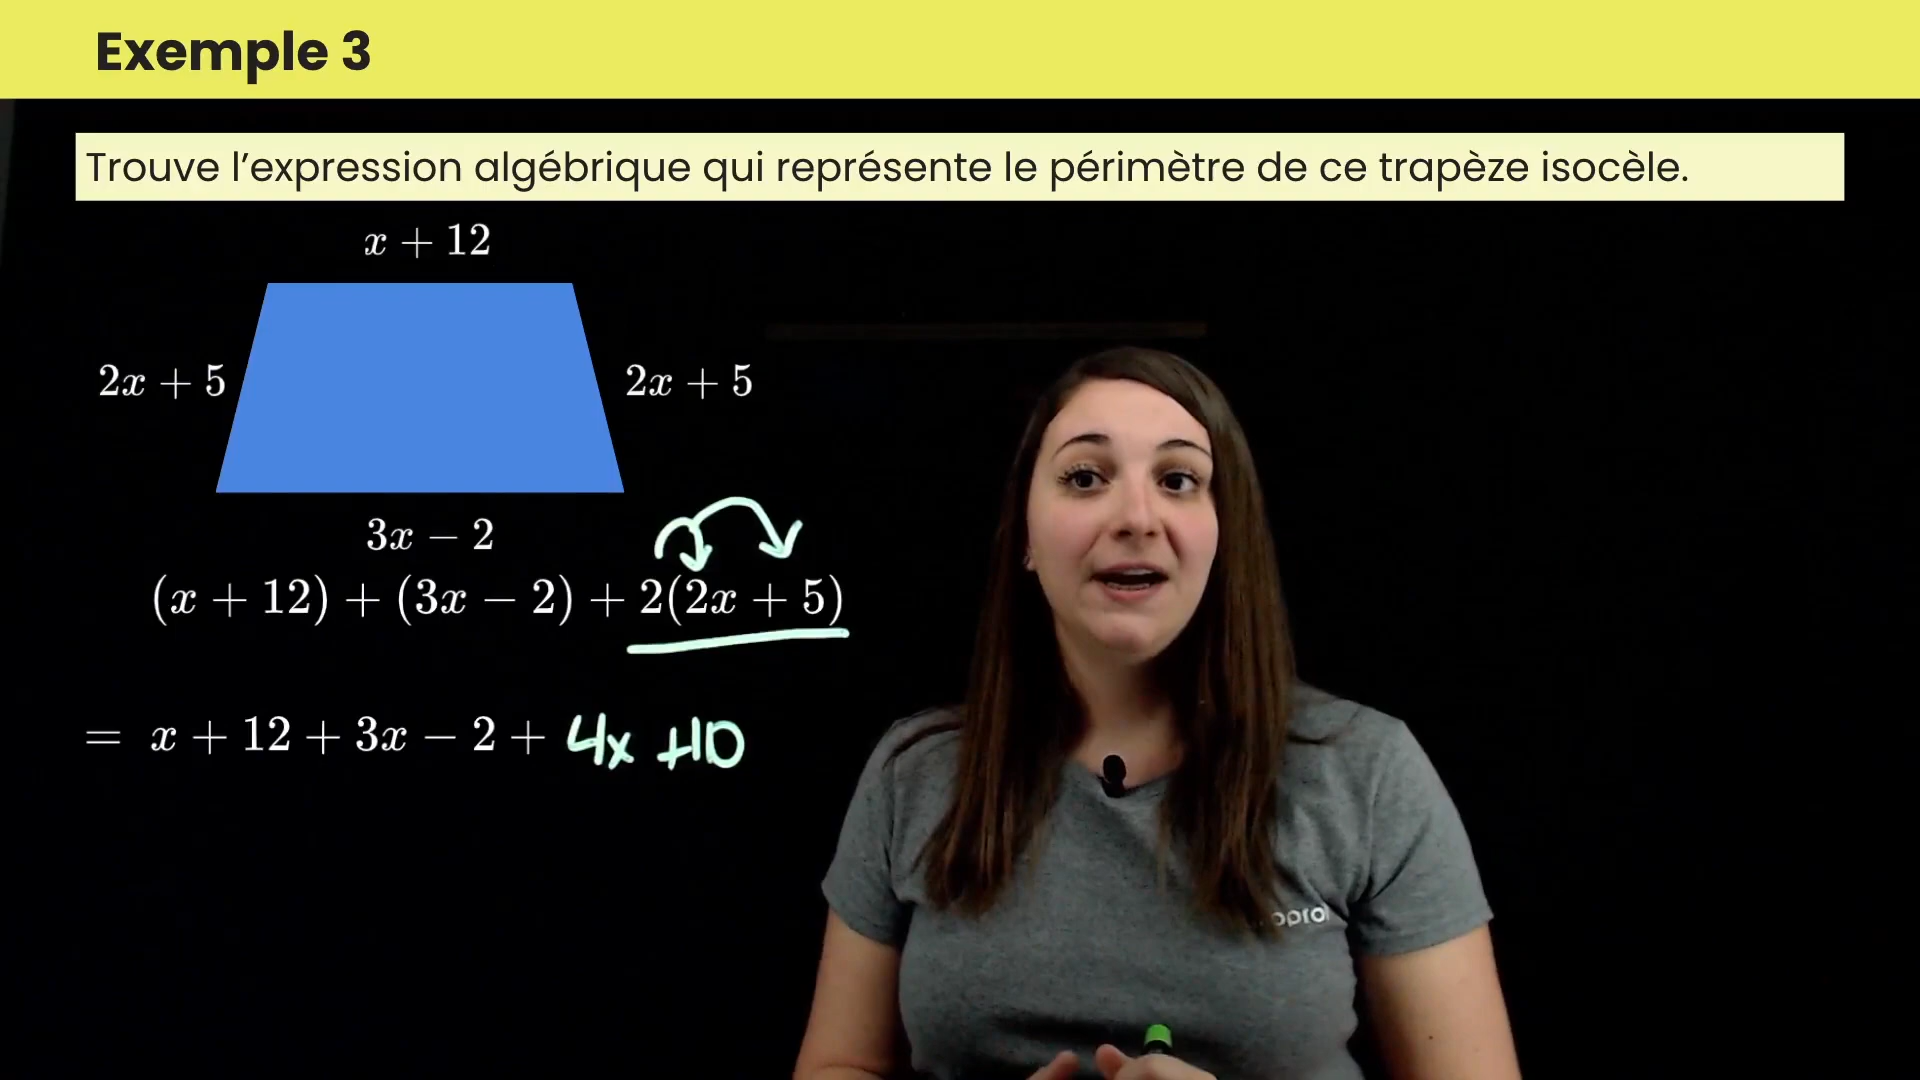 Exemple 3
Trouve l’expression algébrique qui représente le périmètre de ce trapèze isocèle.
x + 12
2x + 5
2x + 5
3x − 2
(x + 12) + (3x − 2) + 2(2x + 5)
= x + 12 + 3x − 2 + 4x +10